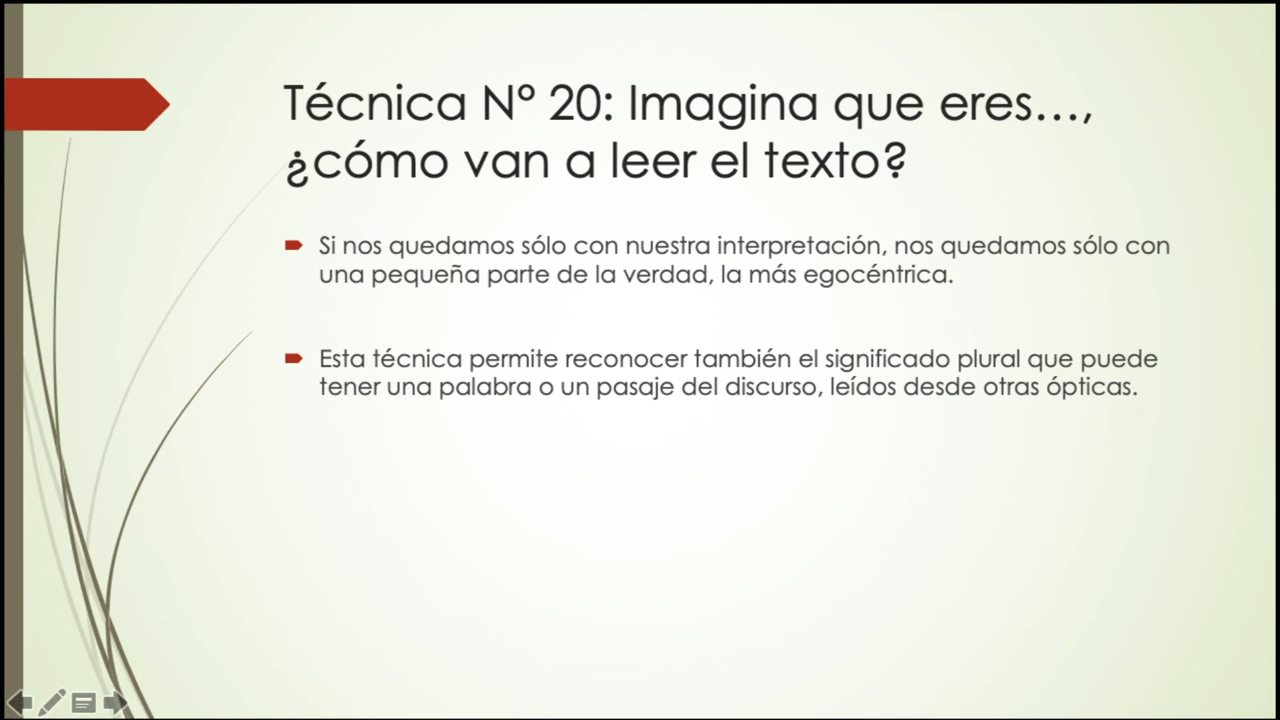 Técnica N° 20: Imagina que eres…,
¿cómo van a leer el texto?
Si nos quedamos sólo con nuestra interpretación, nos quedamos sólo con
una pequeña parte de la verdad, la más egocéntrica.
Esta técnica permite reconocer también el significado plural que puede
tener una palabra o un pasaje del discurso, leídos desde otras ópticas.